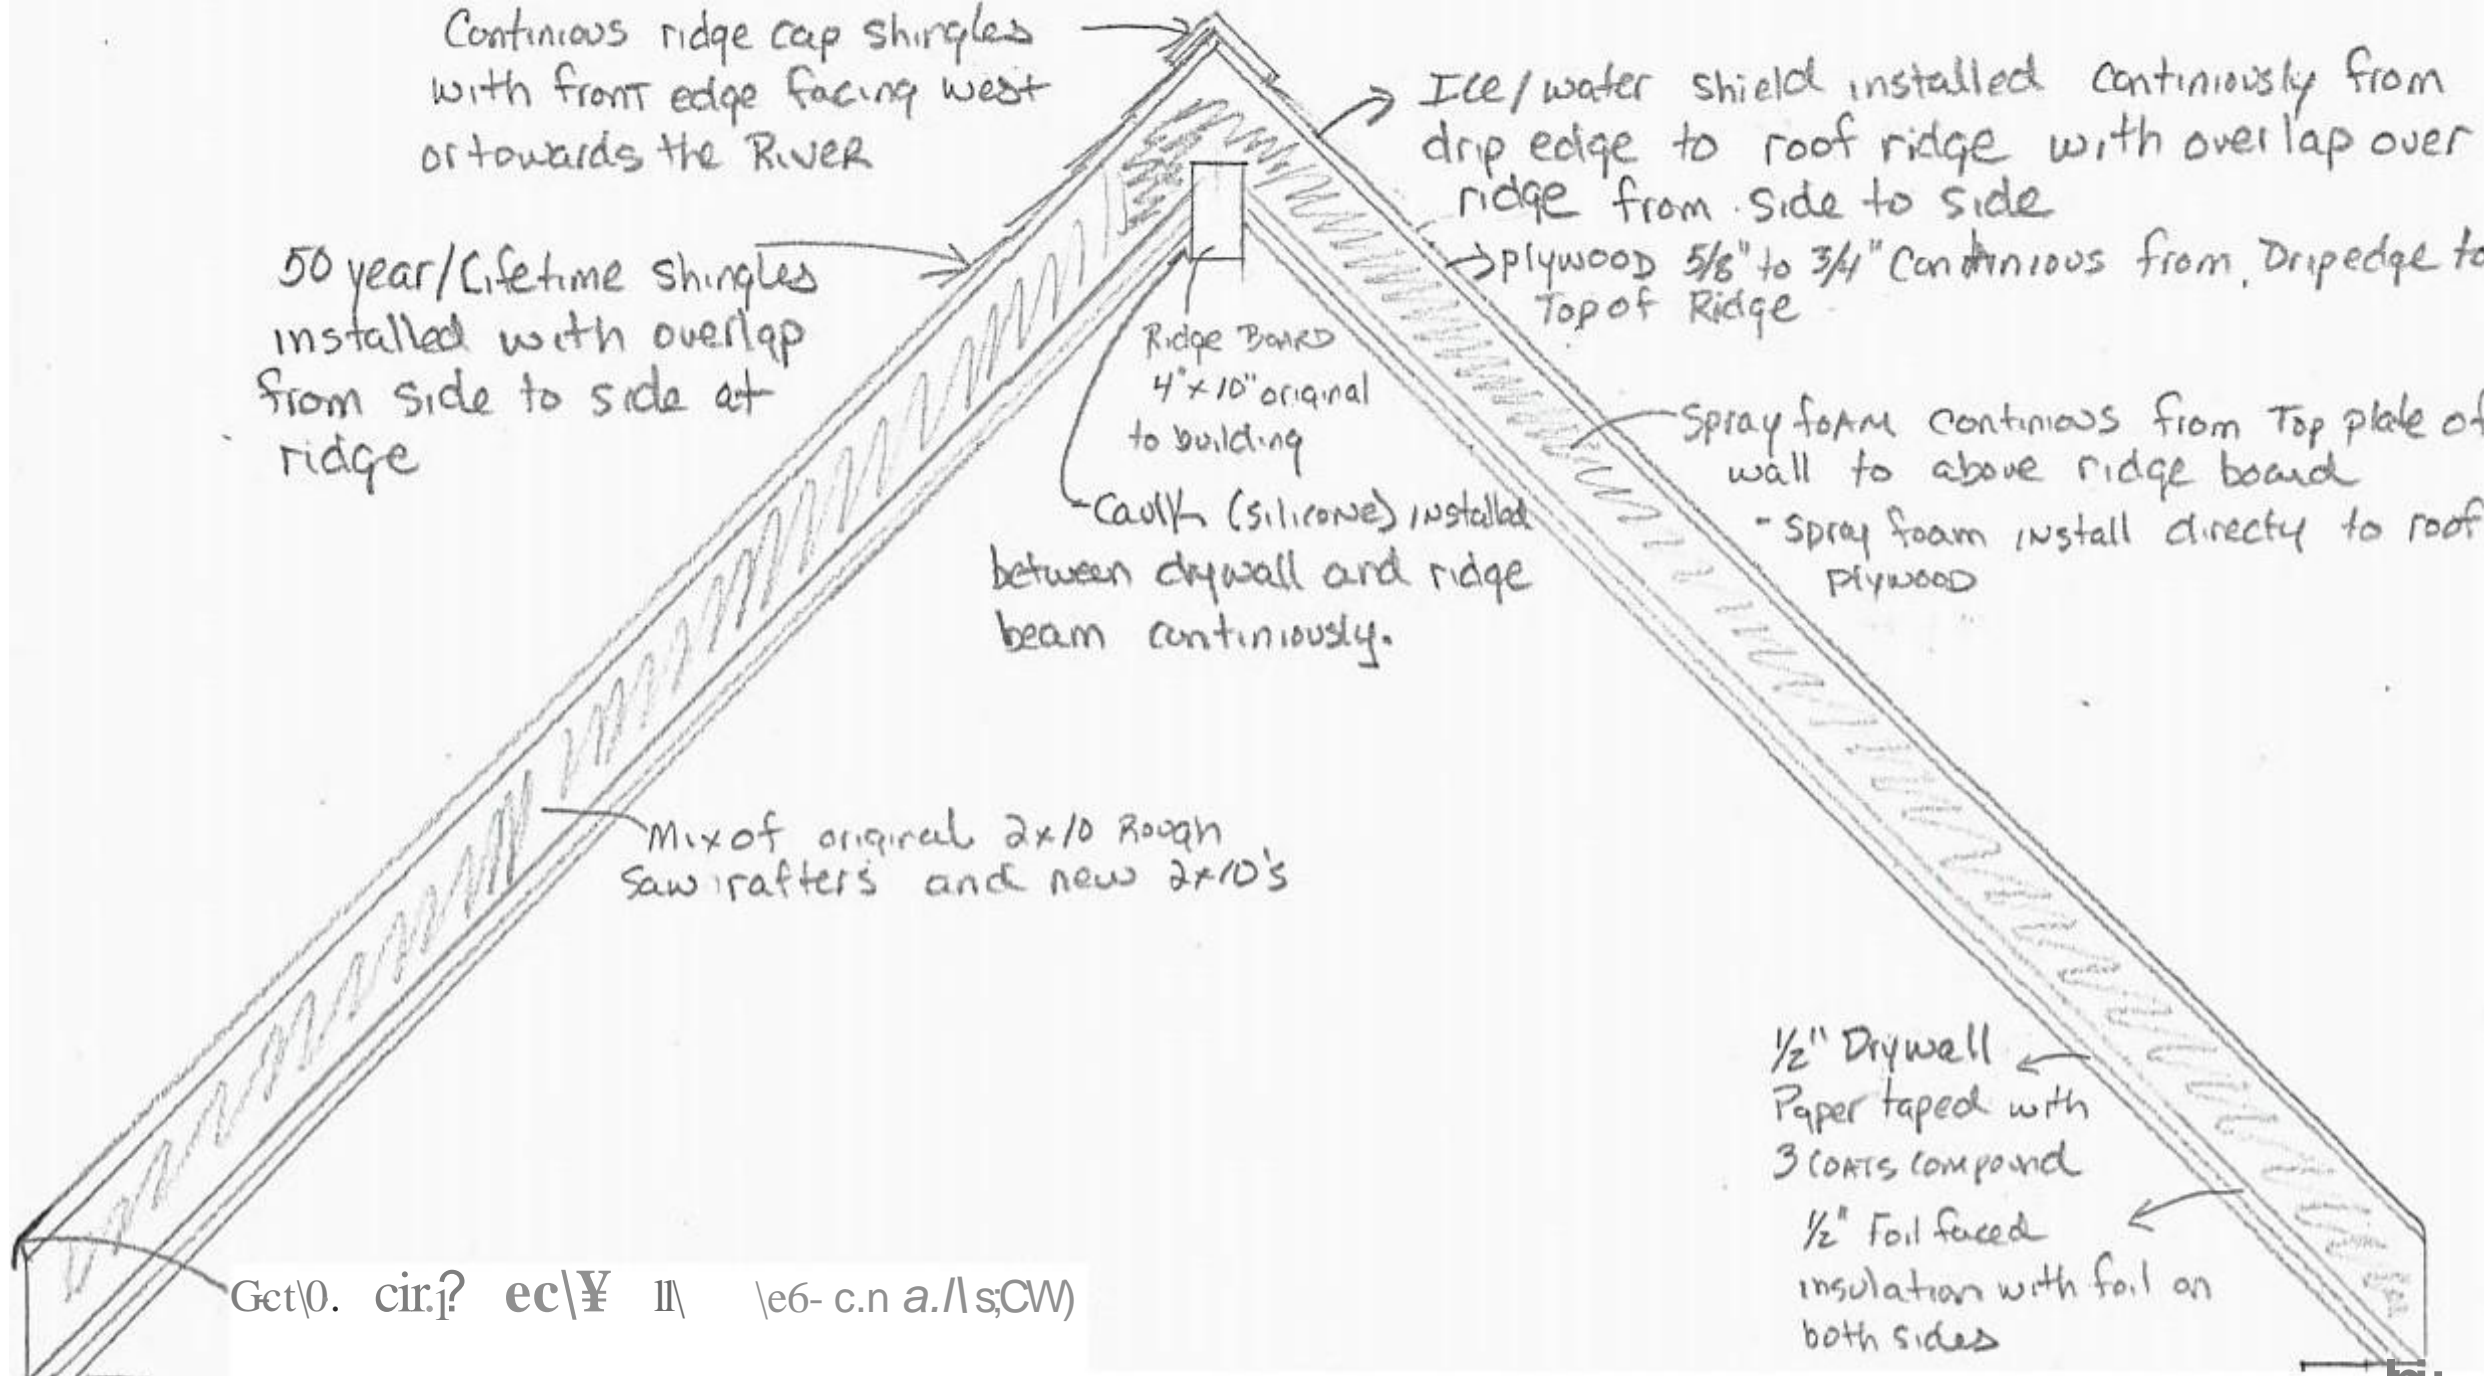 Continious ridge cap shingles
with front edge facing west
or towards the River
50 year/Lifetime shingles
installed with overlap
from side to side at
ridge
Ice/water shield installed continiously from
drip edge to roof ridge with overlap over
ridge from side to side
plywood 5/8" to 3/4" Continious from Dripedge to
Top of Ridge
Ridge Board
4"x10" original
to building
Spray foam continious from Top plate of
wall to above ridge board
- Spray foam install directy to roof
plywood
- Caulk (silicone) installed
between drywall and ridge
beam continiously.
Mix of original 2x10 Rough
Saw rafters and new 2x10's
1/2" Drywall
Paper taped with
3 coats compound
1/2" Foil faced
insulation with foil on
both sides